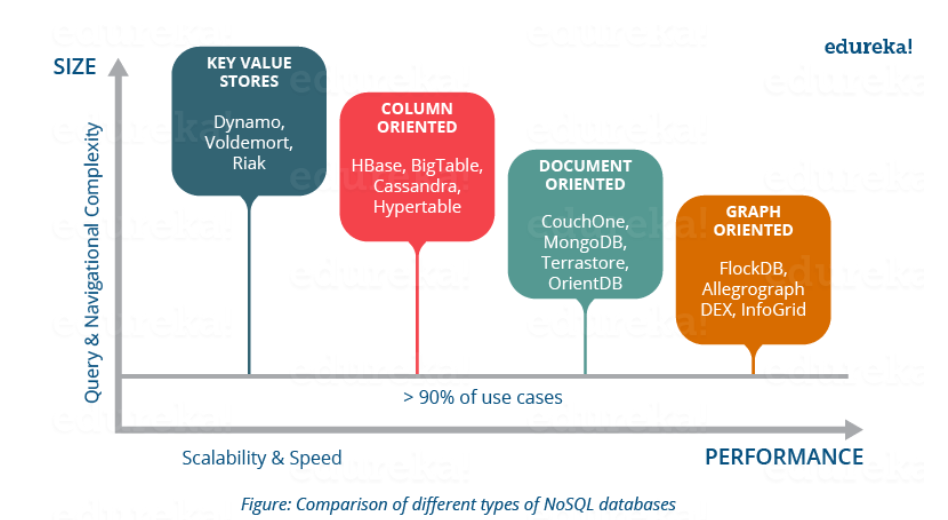 edureka!
SIZE
Query & Navigational Complexity
KEY VALUE
STORES
Dynamo,
Voldemort,
Riak
COLUMN
ORIENTED
HBase, BigTable,
Cassandra,
Hypertable
DOCUMENT
ORIENTED
CouchOne,
MongoDB,
Terrastore,
OrientDB
GRAPH
ORIENTED
FlockDB,
Allegrograph
DEX, InfoGrid
> 90% of use cases
Scalability & Speed
PERFORMANCE
Figure: Comparison of different types of NoSQL databases